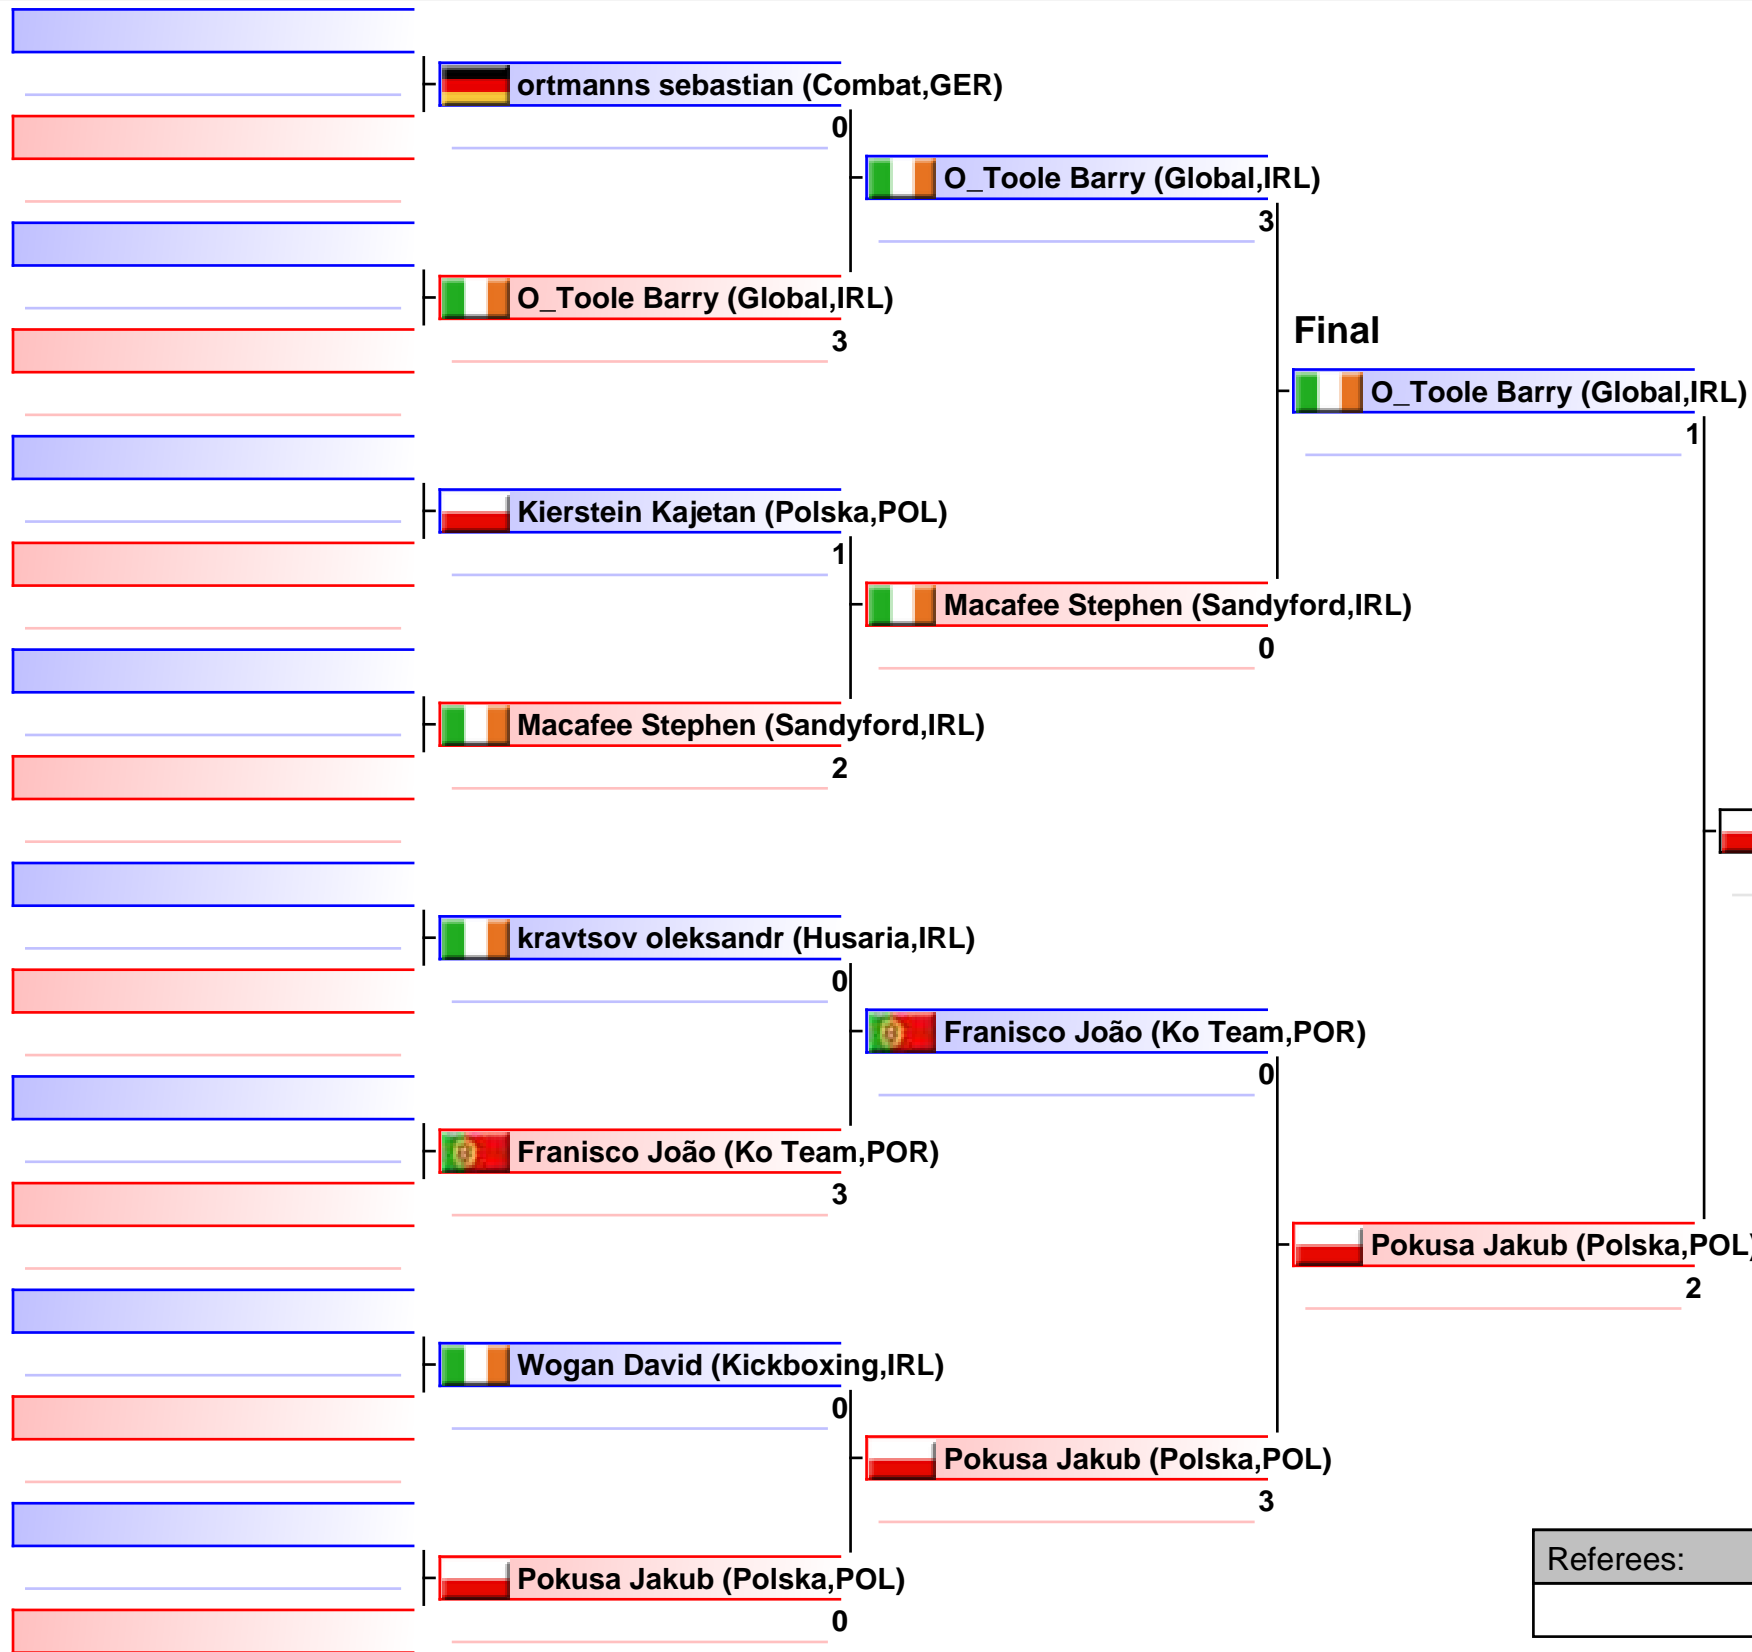 ortmanns sebastian (Combat,GER)
0
O_Toole Barry (Global,IRL)
3
O_Toole Barry (Global,IRL)
3
Final
O_Toole Barry (Global,IRL)
1
Kierstein Kajetan (Polska,POL)
1
Macafee Stephen (Sandyford,IRL)
0
Macafee Stephen (Sandyford,IRL)
2
kravtsov oleksandr (Husaria,IRL)
0
Franisco João (Ko Team,POR)
0
Franisco João (Ko Team,POR)
3
Pokusa Jakub (Polska,POL)
2
Wogan David (Kickboxing,IRL)
0
Pokusa Jakub (Polska,POL)
3
Pokusa Jakub (Polska,POL)
0
Referees: